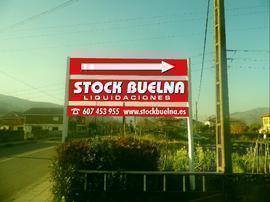 STOCK BUELNA
LIQUIDACIONES
☎ 607 453 955 www.stockbuelna.es